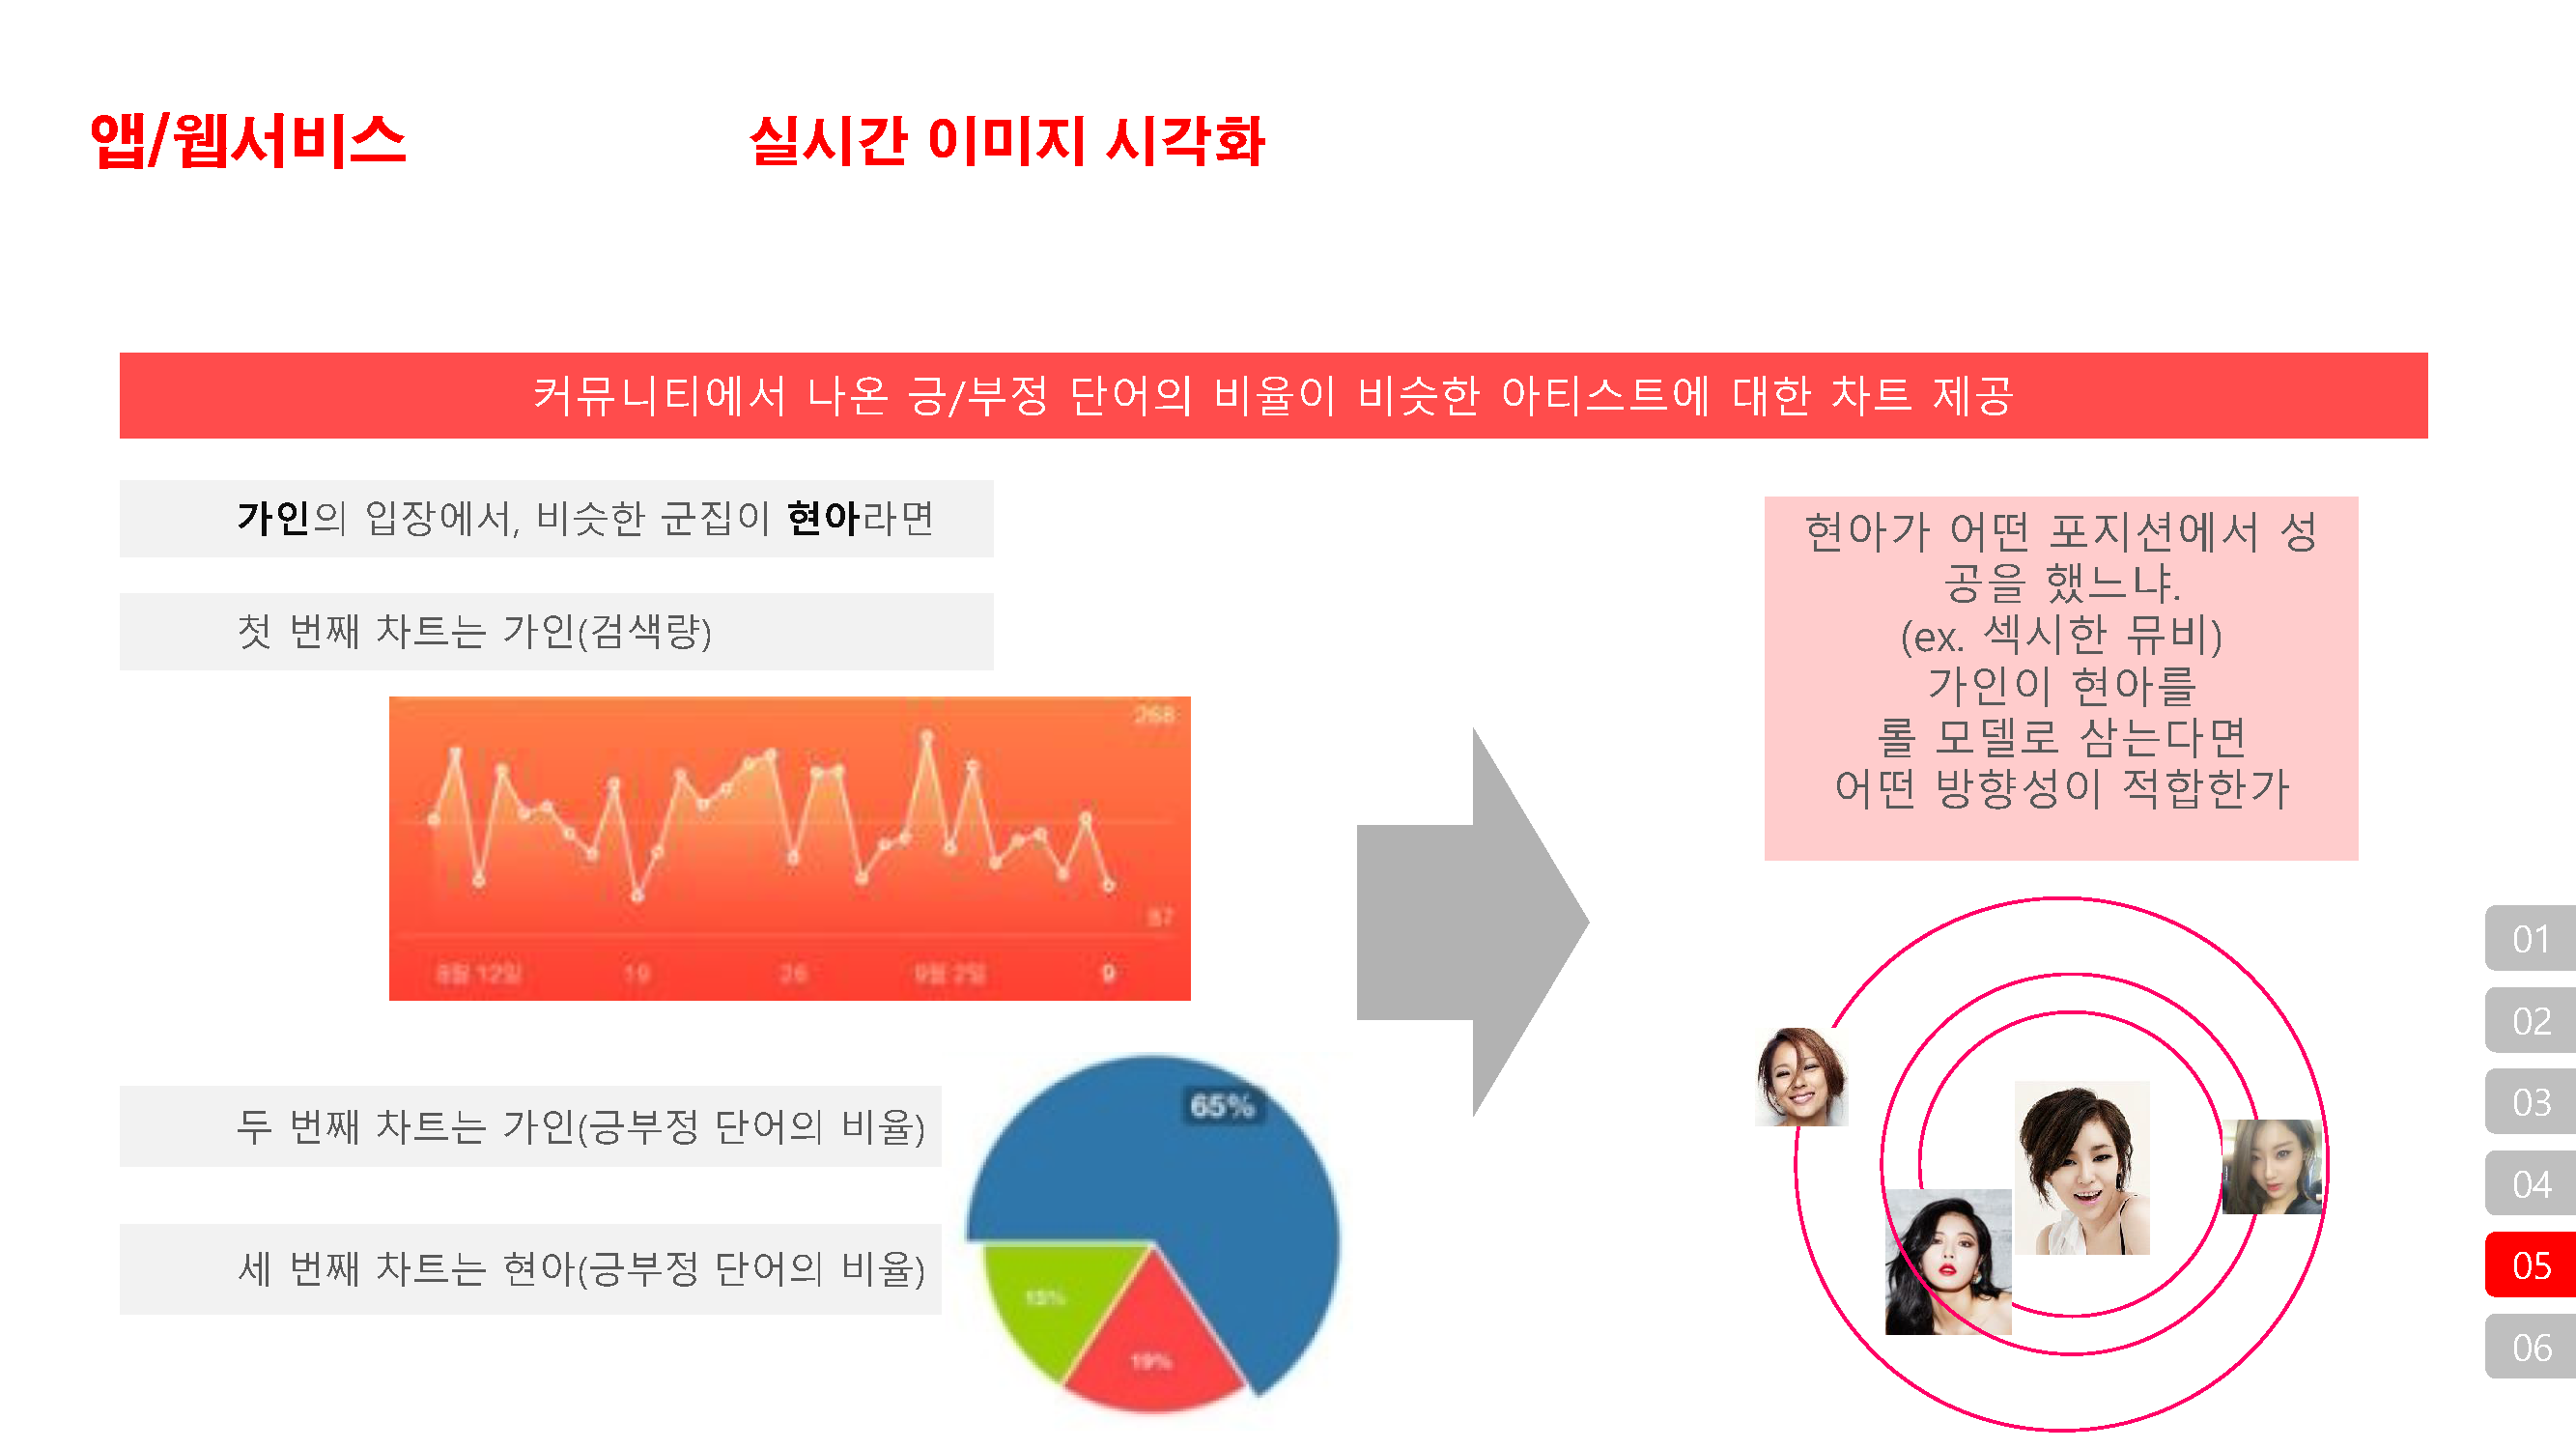 앱/웹서비스
실시간 이미지 시각화
커뮤니티에서 나온 긍/부정 단어의 비율이 비슷한 아티스트에 대한 차트 제공
가인의 입장에서, 비슷한 군집이 현아라면
첫 번째 차트는 가인(검색량)
268
87
8월 12일 19 26 9월 2일 9
두 번째 차트는 가인(긍부정 단어의 비율)
세 번째 차트는 현아(긍부정 단어의 비율)
65%
15%
19%
현아가 어떤 포지션에서 성
공을 했느냐.
(ex. 섹시한 뮤비)
가인이 현아를
롤 모델로 삼는다면
어떤 방향성이 적합한가
01
02
03
04
05
06